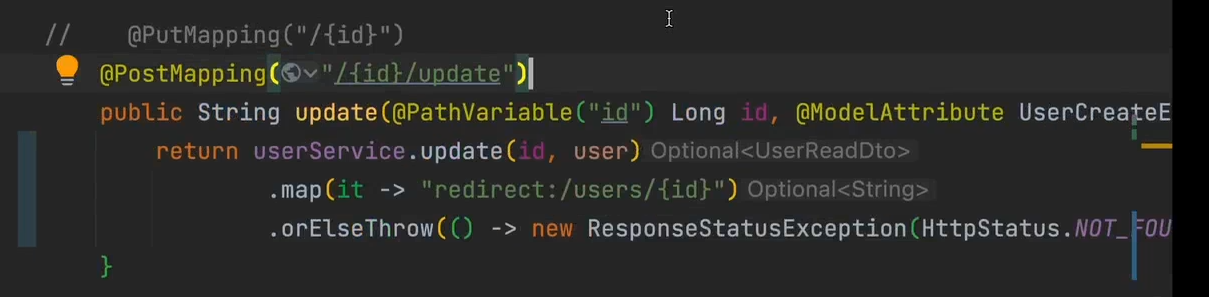 //    @PutMapping("/{id}")
@PostMapping("/{id}/update")
public String update(@PathVariable("id") Long id, @ModelAttribute UserCreateE
return userService.update(id, user) Optional<UserReadDto>
.map(it -> "redirect:/users/{id}") Optional<String>
.orElseThrow(() -> new ResponseStatusException(HttpStatus.NOT_FOU
}